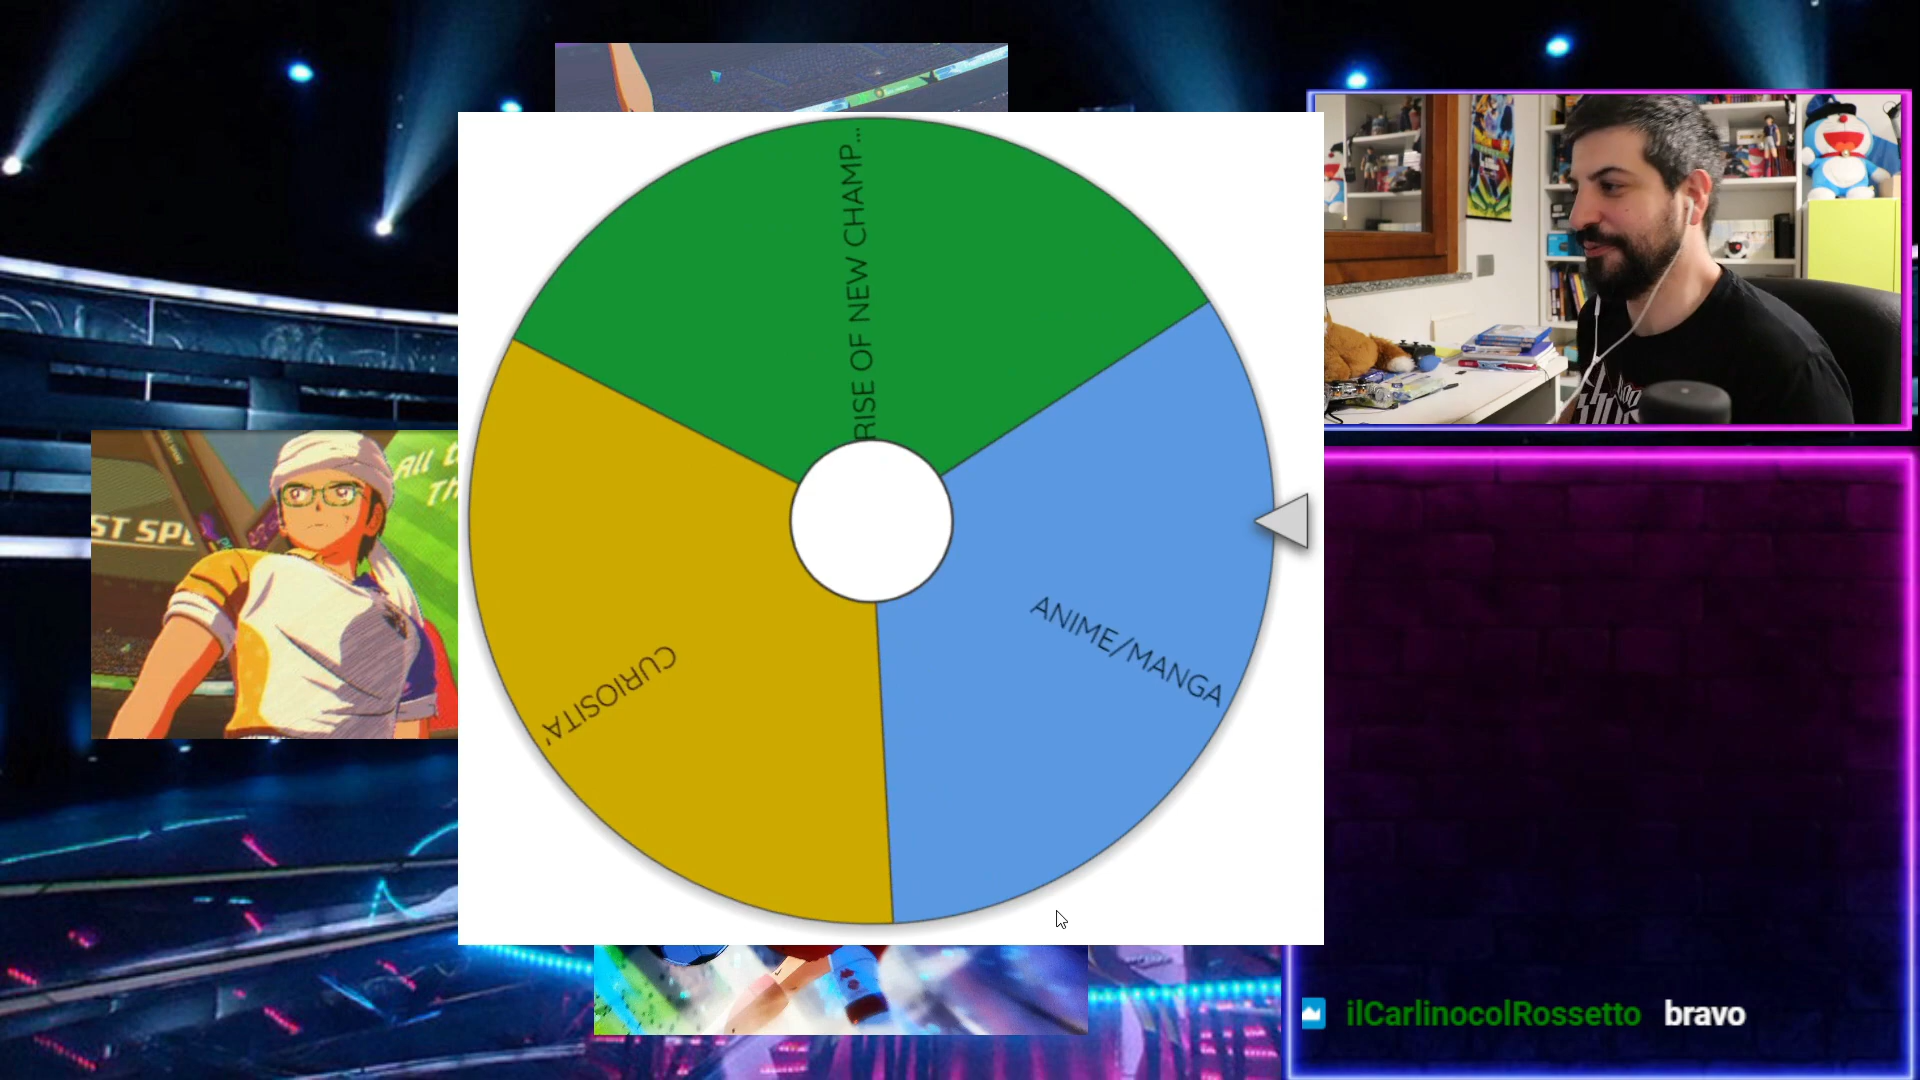 RISE OF NEW CHAMP...
ANIME/MANGA
CURIOSITA'
ilCarlinocolRossetto bravo